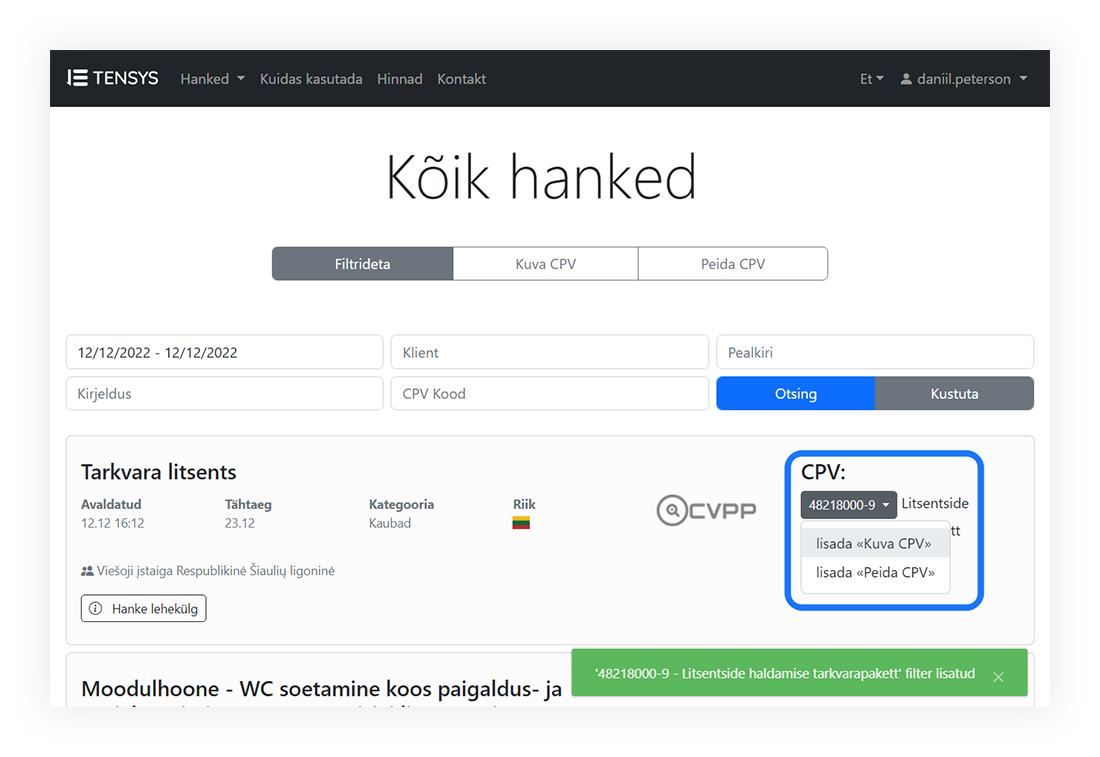 TENSYS Hanked Kuidas kasutada Hinnad Kontakt Et daniil.peterson
Kõik hanked
Filtrideta Kuva CPV Peida CPV
12/12/2022 - 12/12/2022 Klient Pealkiri
Kirjeldus CPV Kood Otsing Kustuta
Tarkvara litsents
Avaldatud Tähtaeg Kategooria Riik
12.12 16:12 23.12 Kaubad
CVPP
CPV:
48218000-9 Litsentside
tt
lisada «Kuva CPV»
lisada «Peida CPV»
Viešoji įstaiga Respublikinė Šiaulių ligoninė
Hanke lehekülg
Moodulhoone - WC soetamine koos paigaldus- ja
'48218000-9 - Litsentside haldamise tarkvarapakett' filter lisatud